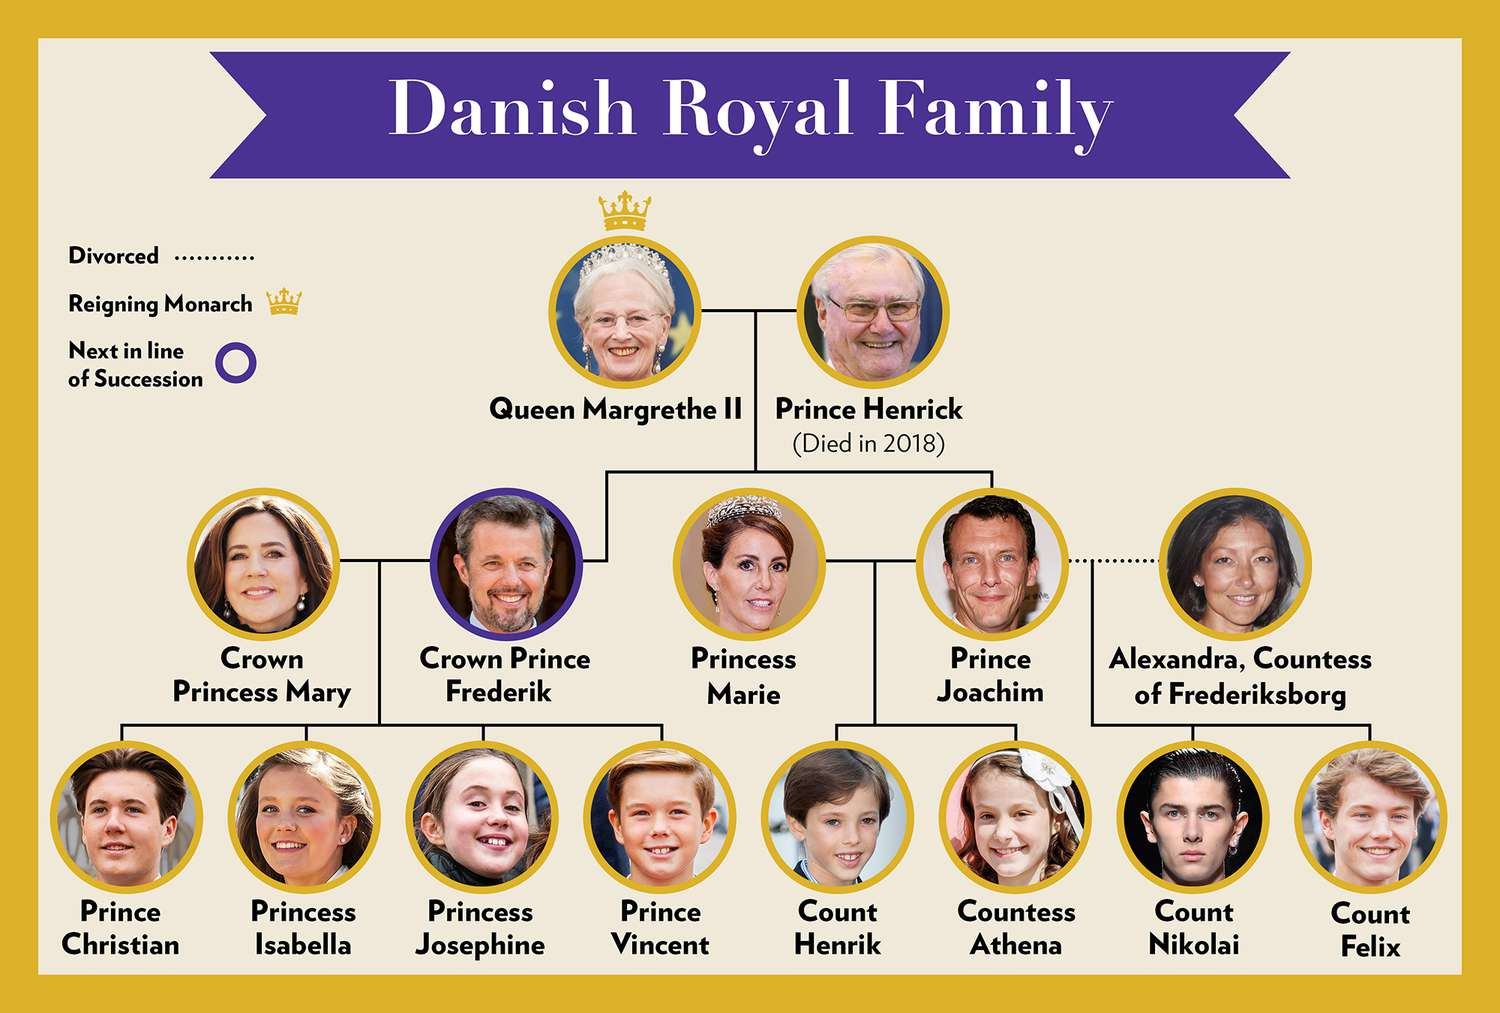 Danish Royal Family
Divorced
Reigning Monarch
Next in line
of Succession
Queen Margrethe II
Prince Henrick
(Died in 2018)
Crown
Princess Mary
Crown Prince
Frederik
Princess
Marie
Prince
Joachim
Alexandra, Countess
of Frederiksborg
Prince
Christian
Princess
Isabella
Princess
Josephine
Prince
Vincent
Count
Henrik
Countess
Athena
Count
Nikolai
Count
Felix